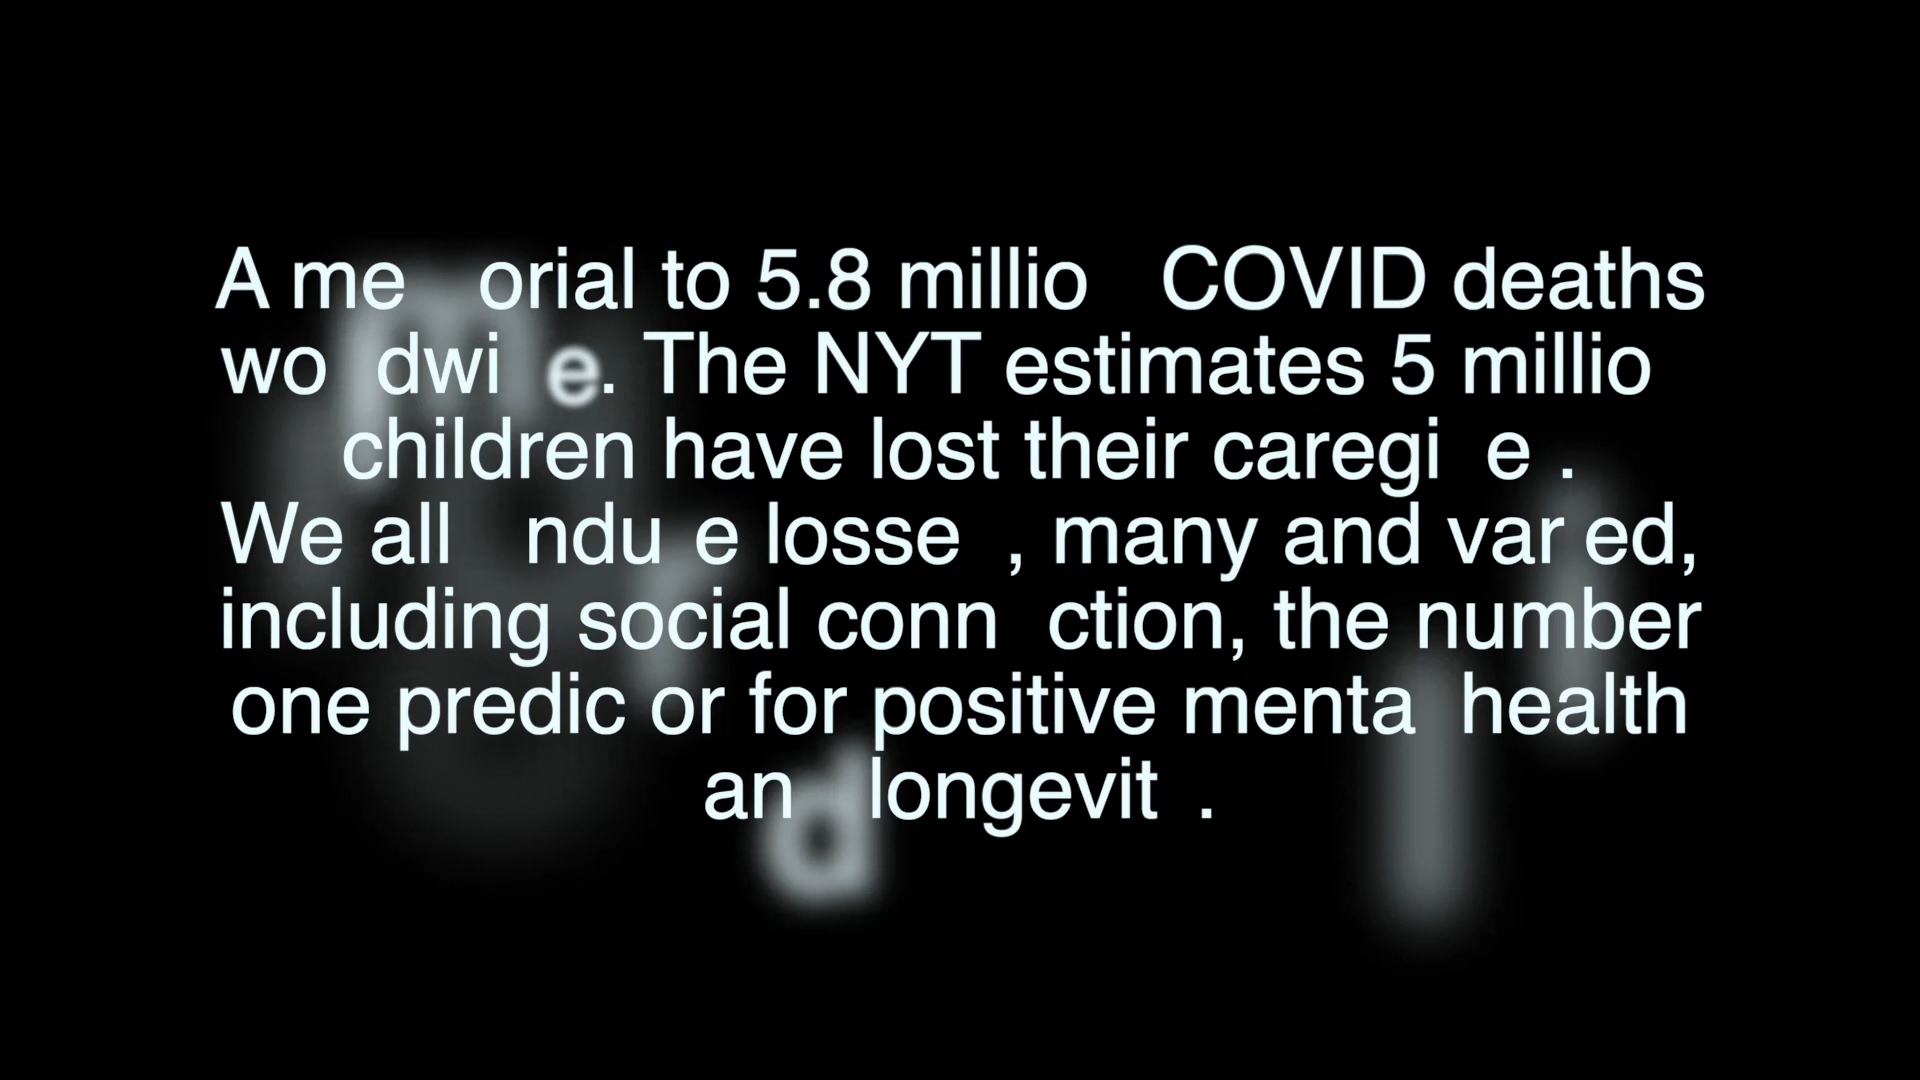 A me orial to 5.8 millio COVID deaths
wo dwi e. The NYT estimates 5 millio
children have lost their caregi e .
We all ndu e losse , many and var ed,
including social conn ction, the number
one predic or for positive menta health
an d longevit .